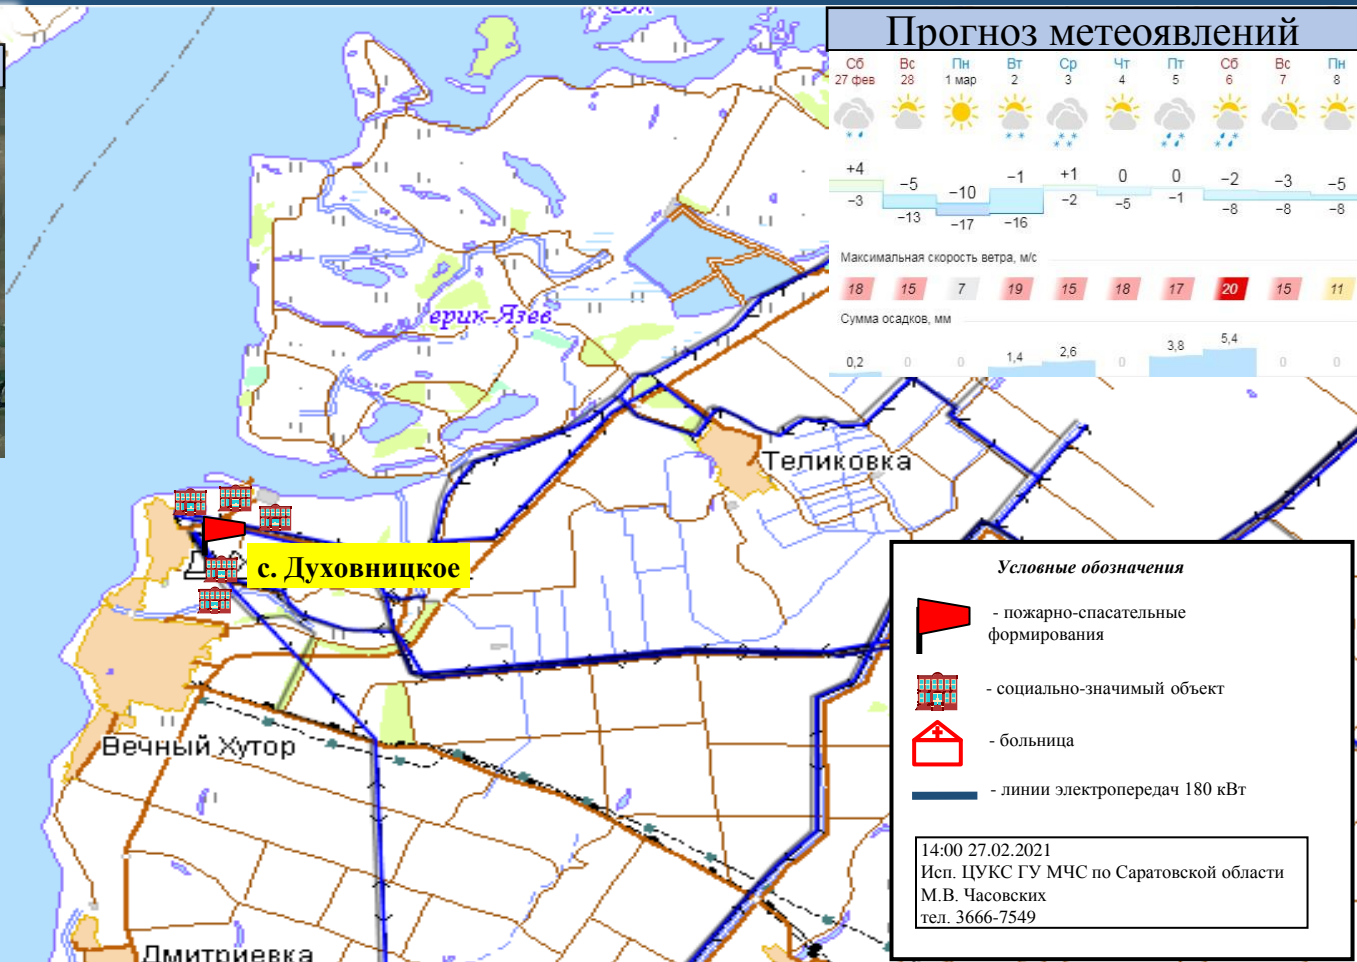 Прогноз метеоявлений
Сб Вс Пн Вт Ср Чт Пт Сб Вс Пн
27 фев 28 1 мар 2 3 4 5 6 7 8
+4 −5 −10 −1 +1 0 0 −2 −3 −5
−3 −13 −17 −16 −2 −5 −1 −8 −8 −8
Максимальная скорость ветра, м/с
18 15 7 19 15 18 17 20 15 11
Сумма осадков, мм
0,2 0 0 1,4 2,6 0 3,8 5,4 0 0
ерик Язев
Теликовка
с. Духовницкое
Вечный Хутор
Дмитриевка
Условные обозначения
- пожарно-спасательные
формирования
- социально-значимый объект
- больница
- линии электропередач 180 кВт
14:00 27.02.2021
Исп. ЦУКС ГУ МЧС по Саратовской области
М.В. Часовских
тел. 3666-7549